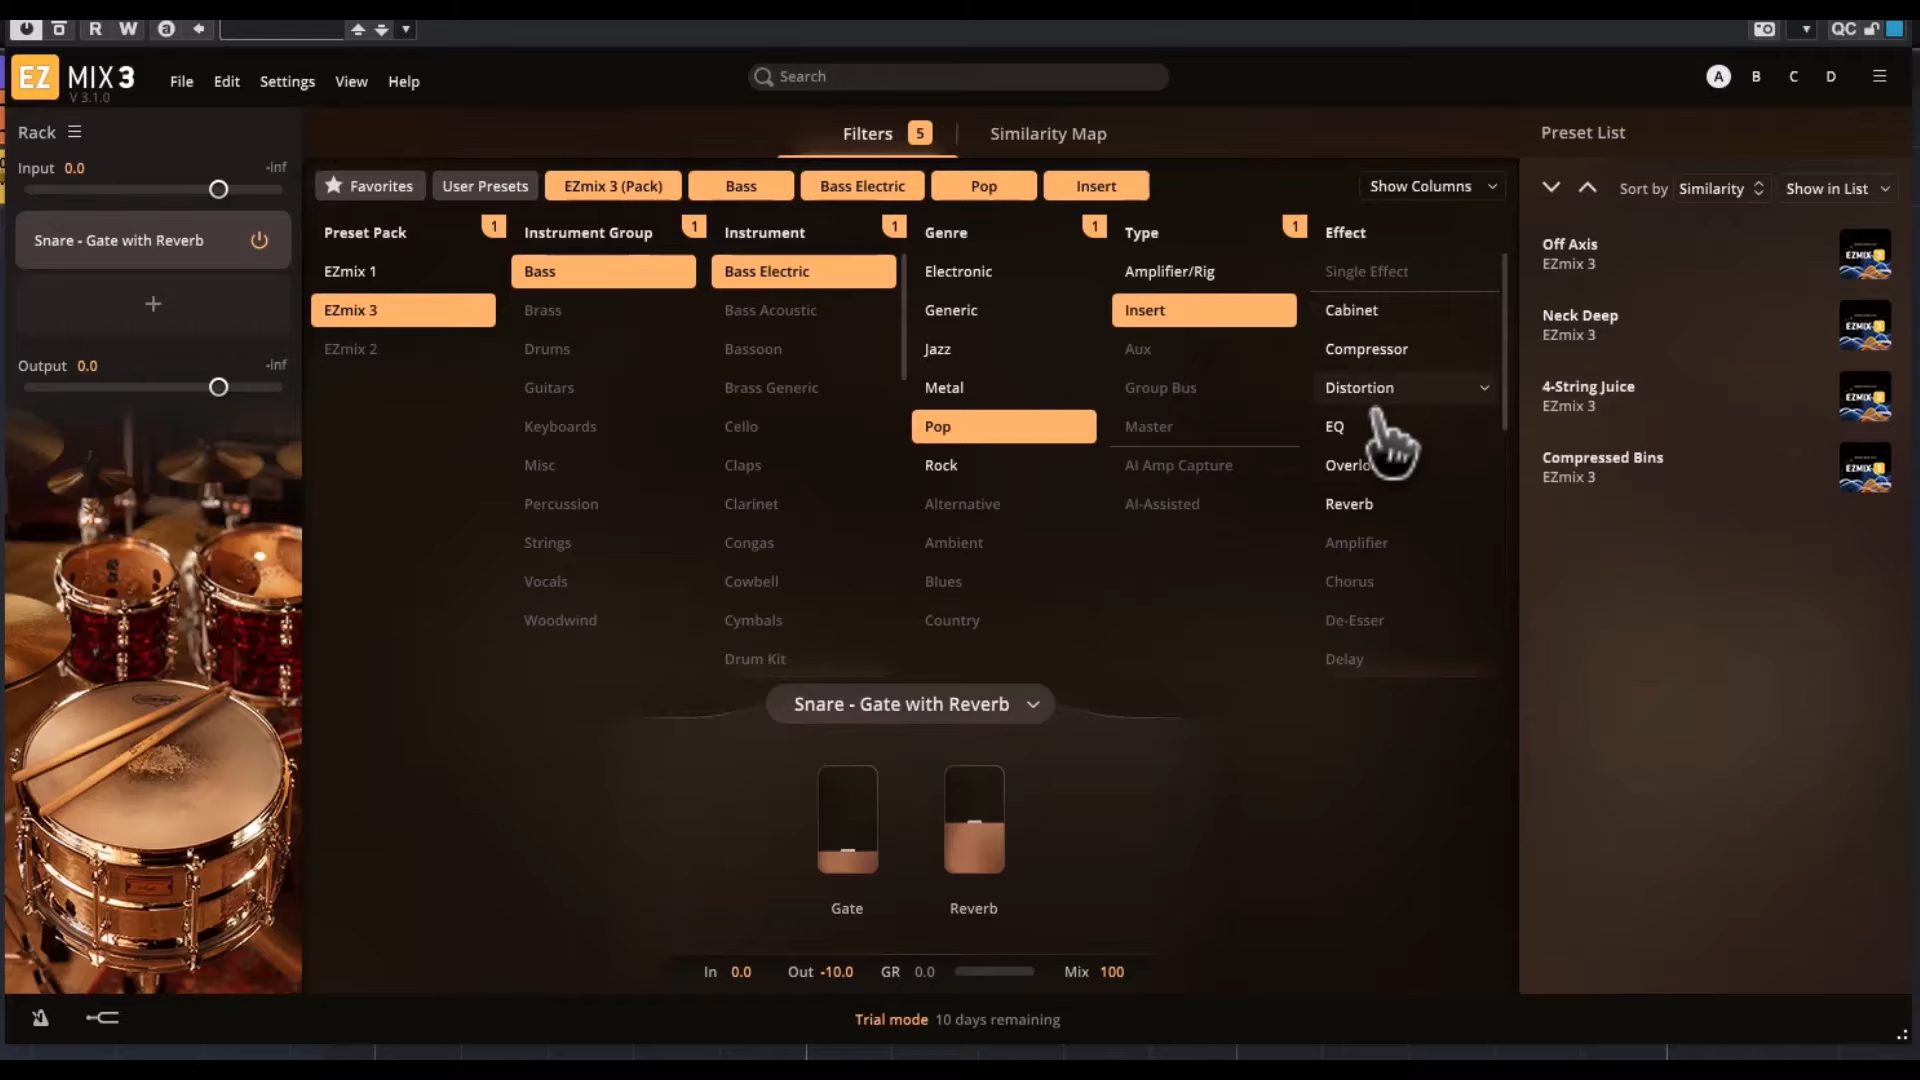 R W a QC
EZ MIX 3
V 3.1.0
File Edit Settings View Help
Search
A B C D
Rack
Filters 5 Similarity Map
Preset List
Input 0.0 -inf
Favorites User Presets EZmix 3 (Pack) Bass Bass Electric Pop Insert Show Columns
Sort by Similarity Show in List
Snare - Gate with Reverb
Output 0.0 -inf
Preset Pack 1
EZmix 1
EZmix 3
EZmix 2
Instrument Group 1
Bass
Brass
Drums
Guitars
Keyboards
Misc
Percussion
Strings
Vocals
Woodwind
Instrument 1
Bass Electric
Bass Acoustic
Bassoon
Brass Generic
Cello
Claps
Clarinet
Congas
Cowbell
Cymbals
Drum Kit
Genre 1
Electronic
Generic
Jazz
Metal
Pop
Rock
Alternative
Ambient
Blues
Country
Type 1
Amplifier/Rig
Insert
Aux
Group Bus
Master
AI Amp Capture
AI-Assisted
Effect
Single Effect
Cabinet
Compressor
Distortion
EQ
Reverb
Amplifier
Chorus
De-Esser
Delay
Off Axis
EZmix 3
EZMIX 3
Neck Deep
EZmix 3
EZMIX 3
4-String Juice
EZmix 3
EZMIX 3
Compressed Bins
EZmix 3
EZMIX 3
Snare - Gate with Reverb
Gate Reverb
In 0.0 Out -10.0 GR 0.0 Mix 100
Trial mode 10 days remaining